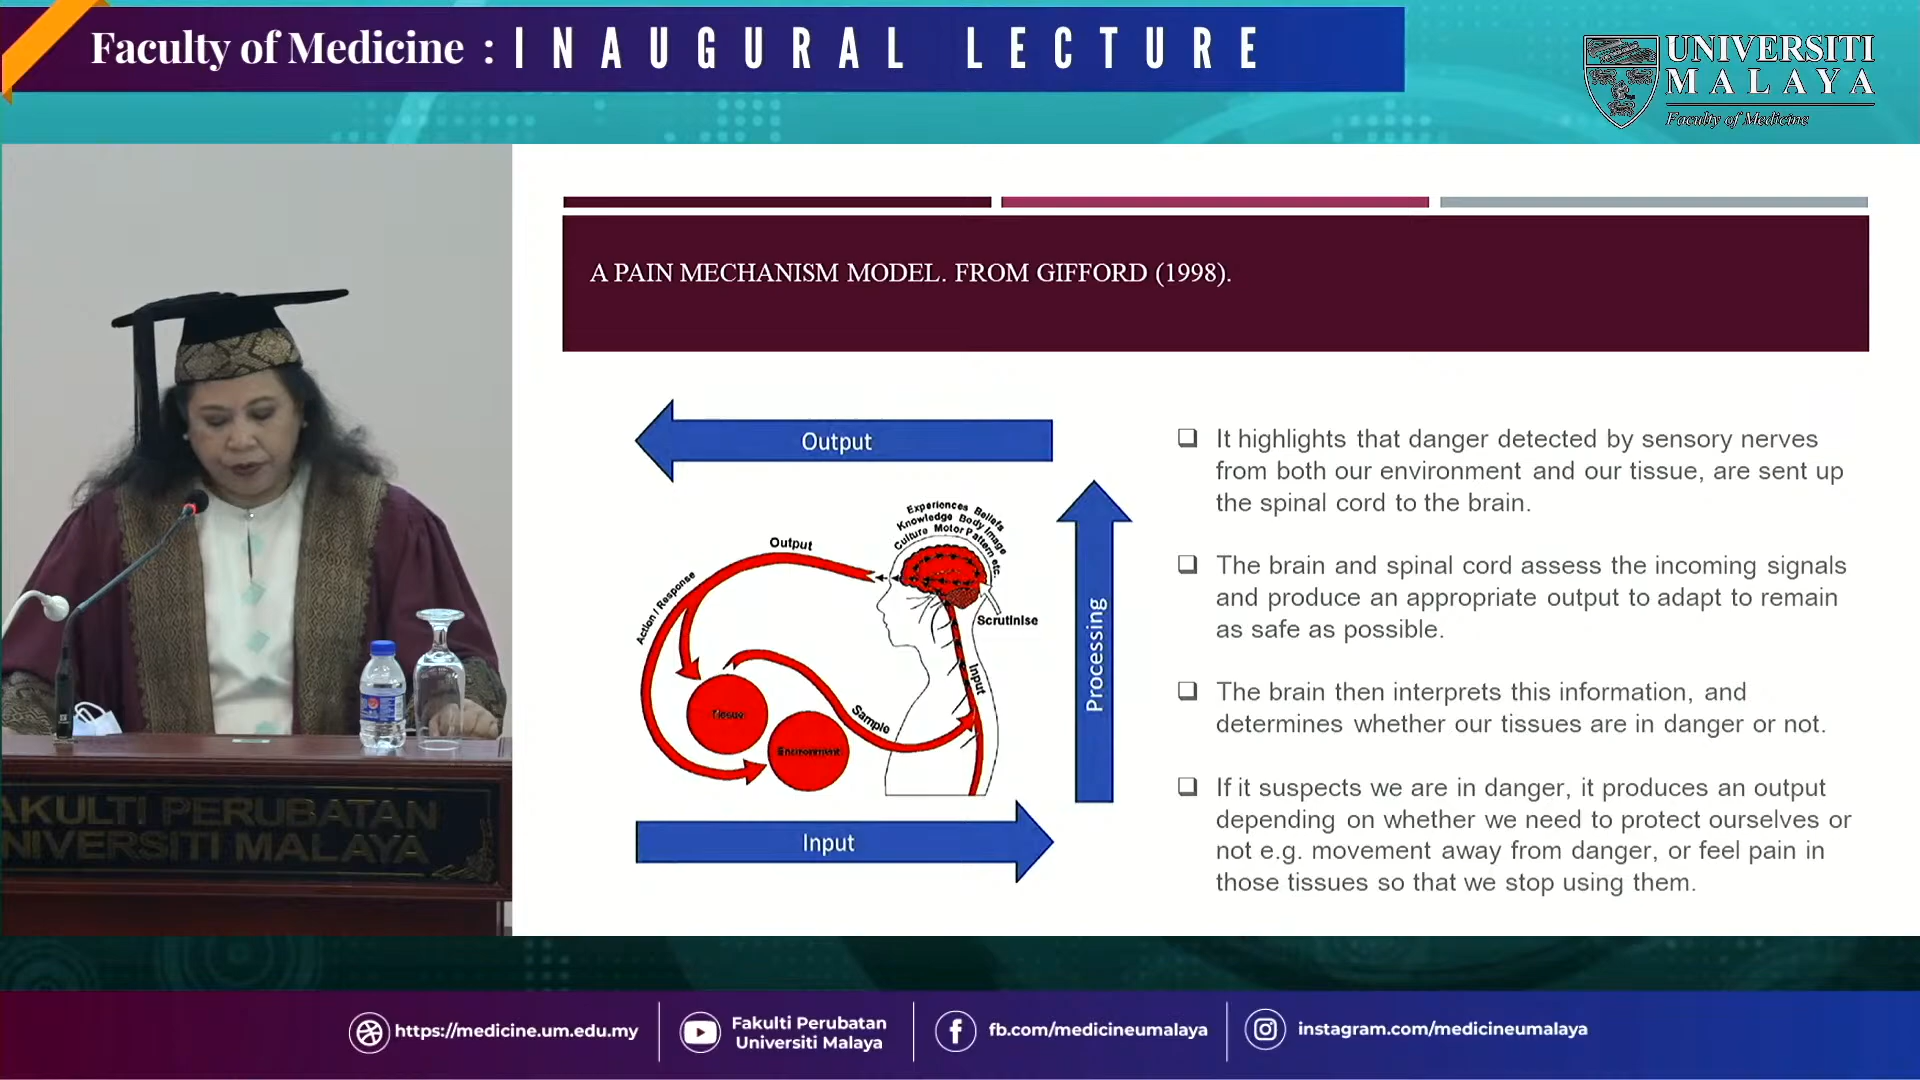 Faculty of Medicine : INAUGURAL LECTURE
UNIVERSITI
MALAYA
Faculty of Medicine
A PAIN MECHANISM MODEL. FROM GIFFORD (1998).
Output
Experiences Beliefs
Knowledge Body Image
Culture Motor Pattern etc.
Output
Action / Response
Scrutinise
Input
Tissue
Sample
Environment
Processing
Input
It highlights that danger detected by sensory nerves
from both our environment and our tissue, are sent up
the spinal cord to the brain.
The brain and spinal cord assess the incoming signals
and produce an appropriate output to adapt to remain
as safe as possible.
The brain then interprets this information, and
determines whether our tissues are in danger or not.
If it suspects we are in danger, it produces an output
depending on whether we need to protect ourselves or
not e.g. movement away from danger, or feel pain in
those tissues so that we stop using them.
AKULTI PERUBATAN
NIVERSITI MALAYA
https://medicine.um.edu.my
Fakulti Perubatan
Universiti Malaya
fb.com/medicineumalaya
instagram.com/medicineumalaya